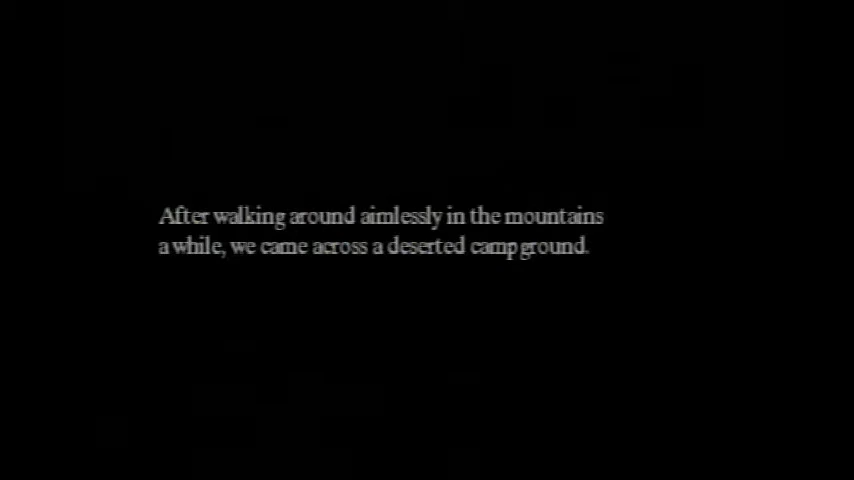 After walking around aimlessly in the mountains
a while, we came across a deserted campground.